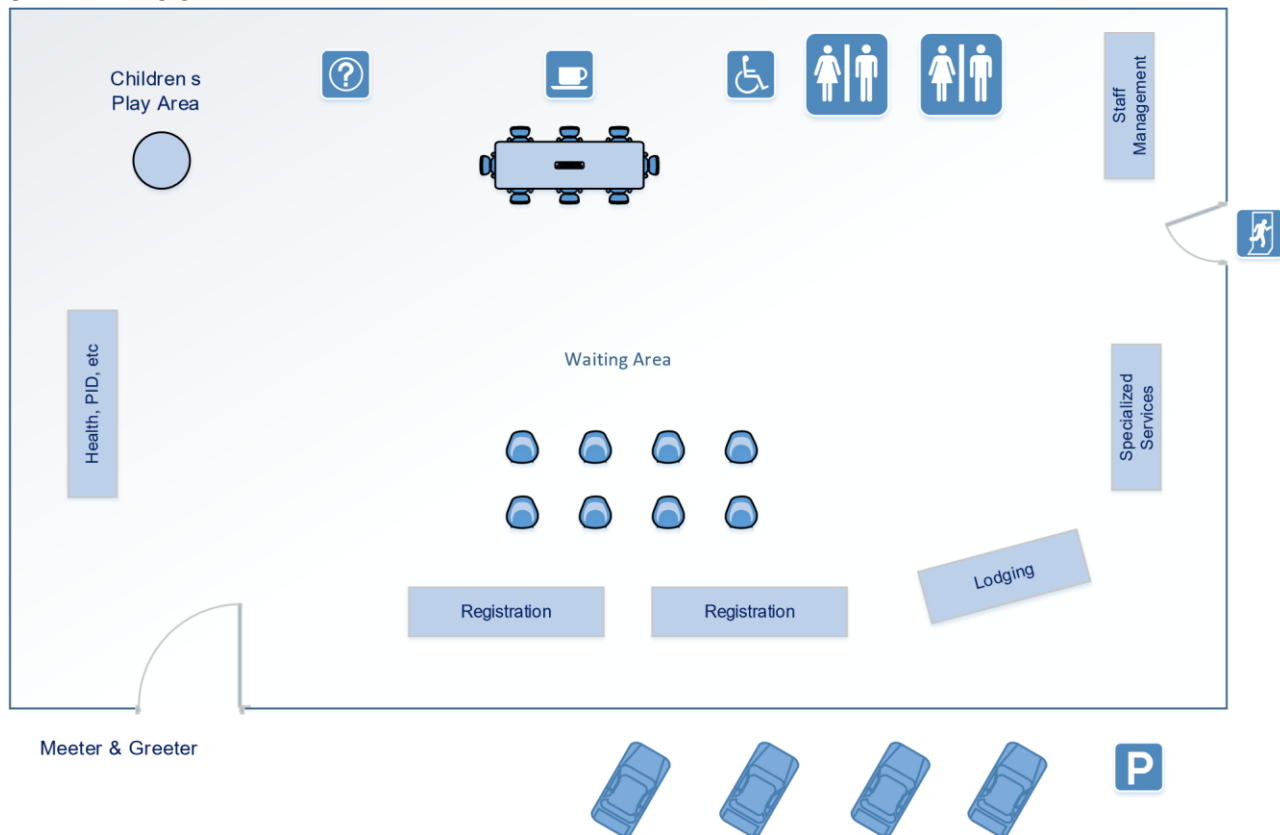 Children s
Play Area
?
Staff
Management
Health, PID, etc
Waiting Area
Specialized
Services
Lodging
Registration
Registration
Meeter & Greeter
P